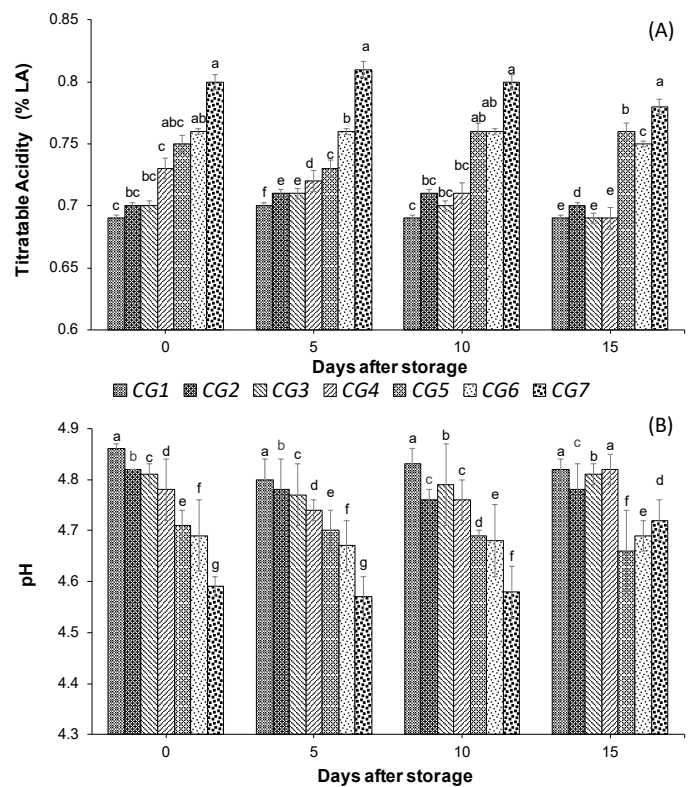 0.85
(A)
0.8
0.75
0.7
0.65
0.6
Titratable Acidity (% LA)
c bc bc c abc ab a
f e e d c b a
c bc bc bc ab ab a
e d e e b c a
0 5 10 15
Days after storage
CG1 CG2 CG3 CG4 CG5 CG6 CG7
4.9
(B)
4.8
4.7
4.6
4.5
4.4
4.3
pH
a b c d e f g
a b c d e f g
a c b c d e f
a c b a f e d
0 5 10 15
Days after storage